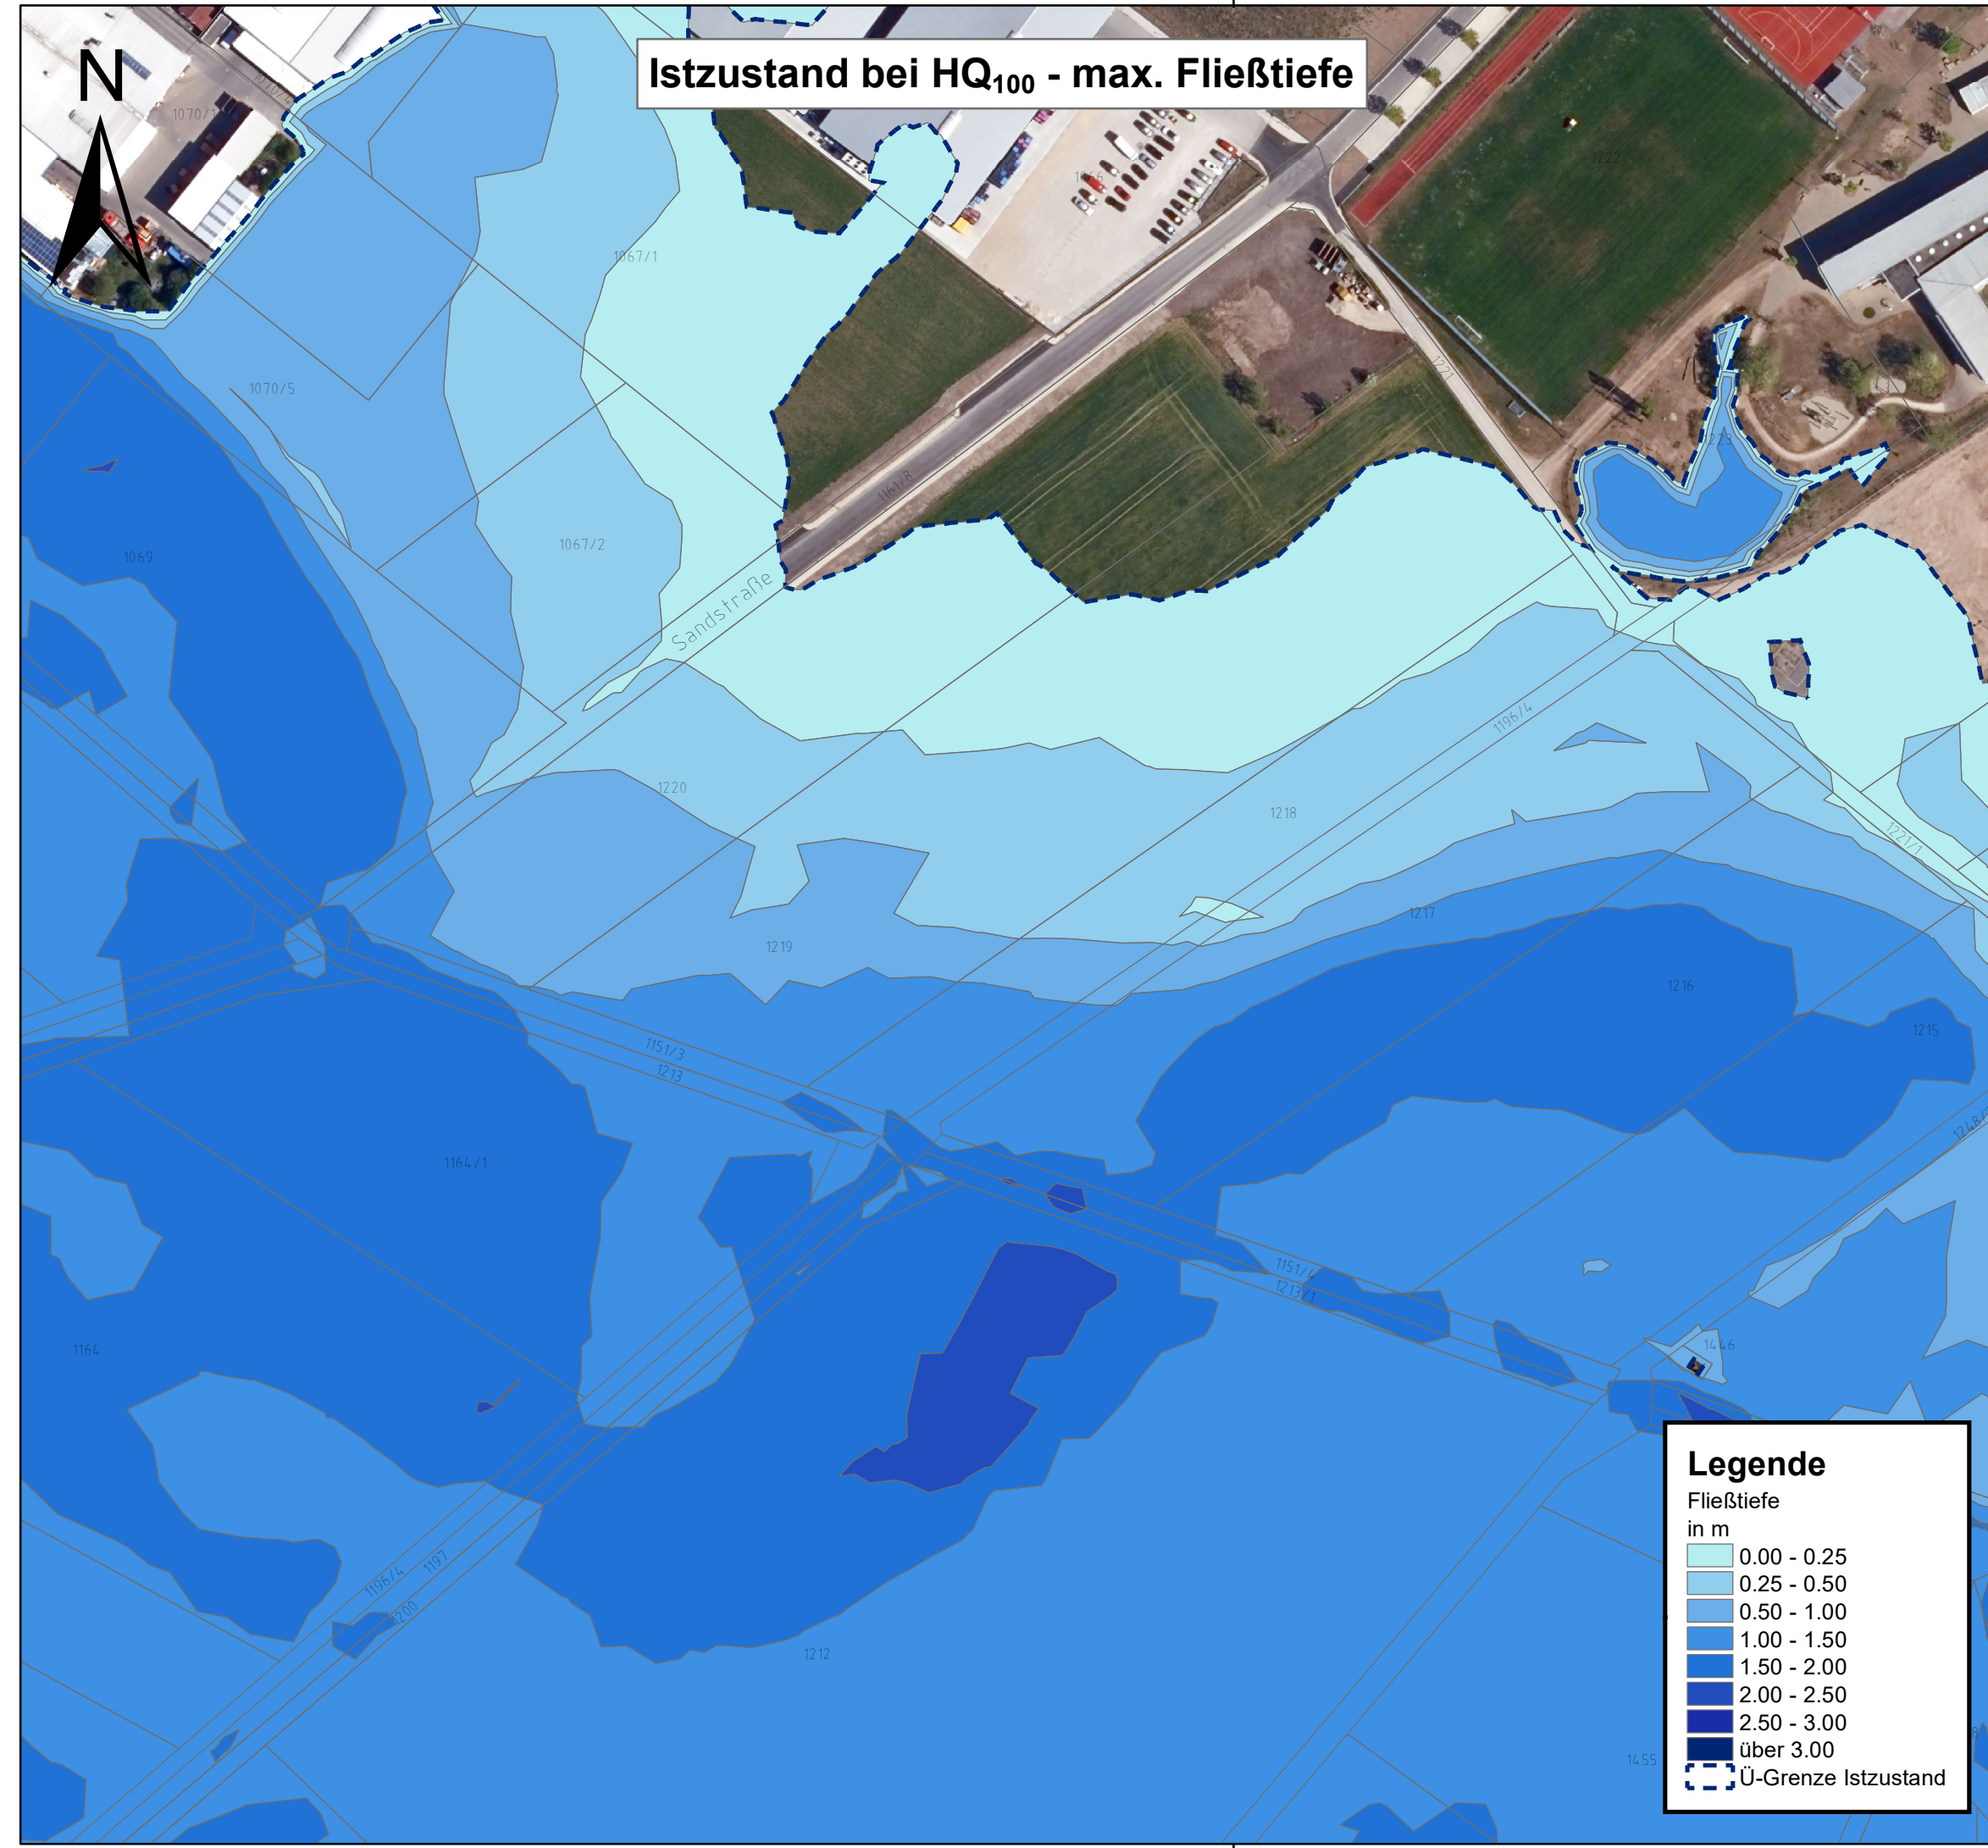 Istzustand bei HQ100 - max. Fließtiefe
N
1067/1
1070/5
1221
1161/8
1067/2
1069
Sandstraße
1196/4
1220
1218
1221/1
1217
1219
1216
1215
1151/3
1213
1164/1
1151/4
1213/1
1446
1164
1196/4
1197
1200
1212
1455
Legende
Fließtiefe
in m
0.00 - 0.25
0.25 - 0.50
0.50 - 1.00
1.00 - 1.50
1.50 - 2.00
2.00 - 2.50
2.50 - 3.00
über 3.00
Ü-Grenze Istzustand